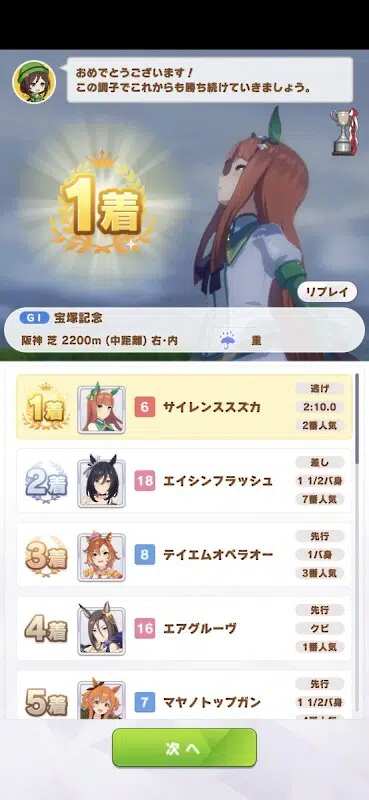 おめでとうございます！
この調子でこれからも勝ち続けていきましょう。
1着
リプレイ
GI 宝塚記念
阪神 芝 2200m (中距離) 右・内 重
1着 6 サイレンススズカ 逃げ
2:10.0
2番人気
2着 18 エイシンフラッシュ 差し
1 1/2バ身
7番人気
3着 8 テイエムオペラオー 先行
1バ身
3番人気
4着 16 エアグルーヴ 先行
クビ
1番人気
5着 7 マヤノトップガン 先行
1 1/2バ身
次へ